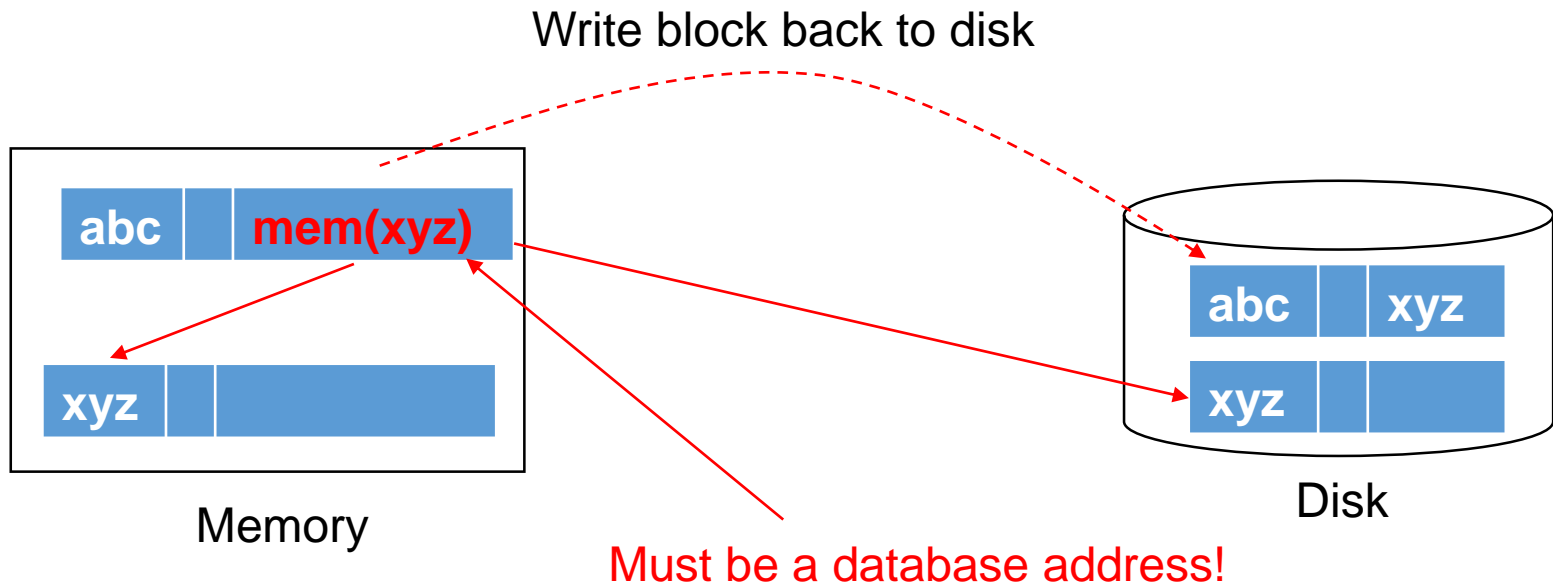 Write block back to disk
abc mem(xyz)
xyz
Memory
abc xyz
xyz
Disk
Must be a database address!